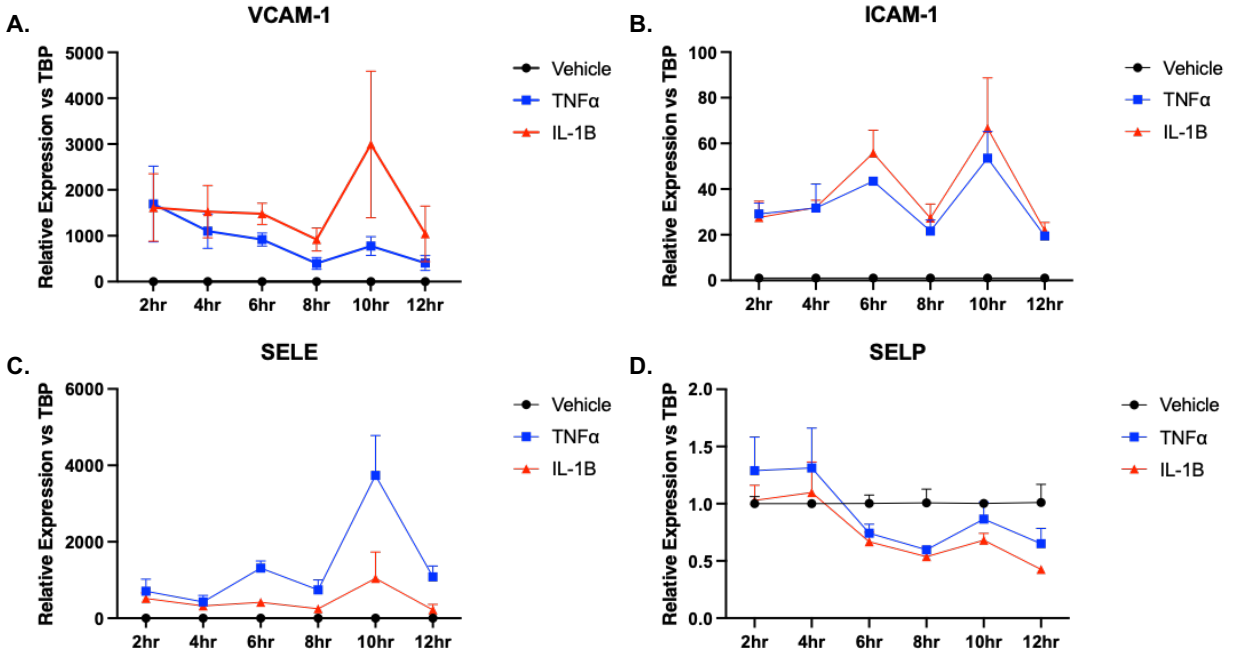 A.
VCAM-1
Relative Expression vs TBP
5000
4000
3000
2000
1000
0
2hr 4hr 6hr 8hr 10hr 12hr
Vehicle
TNFα
IL-1B
B.
ICAM-1
Relative Expression vs TBP
100
80
60
40
20
0
2hr 4hr 6hr 8hr 10hr 12hr
Vehicle
TNFα
IL-1B
C.
SELE
Relative Expression vs TBP
6000
4000
2000
0
2hr 4hr 6hr 8hr 10hr 12hr
Vehicle
TNFα
IL-1B
D.
SELP
Relative Expression vs TBP
2.0
1.5
1.0
0.5
0.0
2hr 4hr 6hr 8hr 10hr 12hr
Vehicle
TNFα
IL-1B